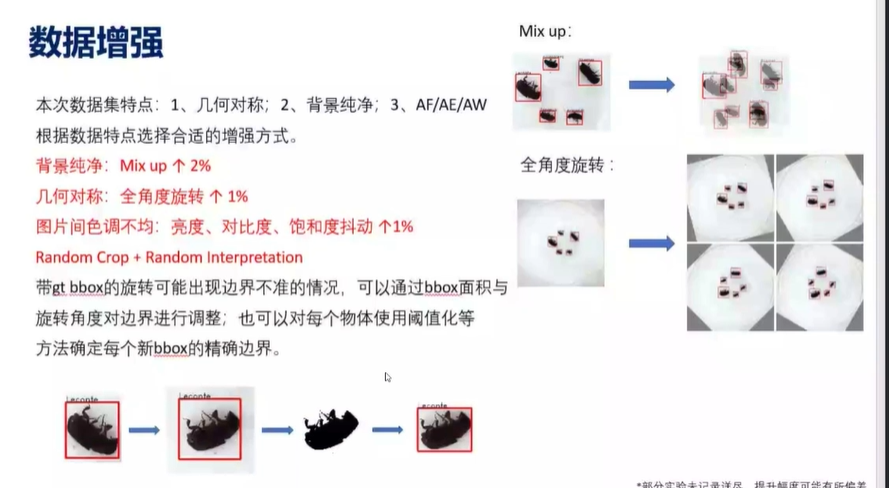 数据增强
本次数据集特点：1、几何对称；2、背景纯净；3、AF/AE/AW
根据数据特点选择合适的增强方式。
背景纯净：Mix up ↑ 2%
几何对称：全角度旋转 ↑ 1%
图片间色调不均：亮度、对比度、饱和度抖动 ↑1%
Random Crop + Random Interpretation
带gt bbox的旋转可能出现边界不准的情况，可以通过bbox面积与
旋转角度对边界进行调整；也可以对每个物体使用阈值化等
方法确定每个新bbox的精确边界。
Leconte
Leconte
Leconte
Mix up：
全角度旋转：
*部分实验未记录详尽，提升幅度可能有所偏差